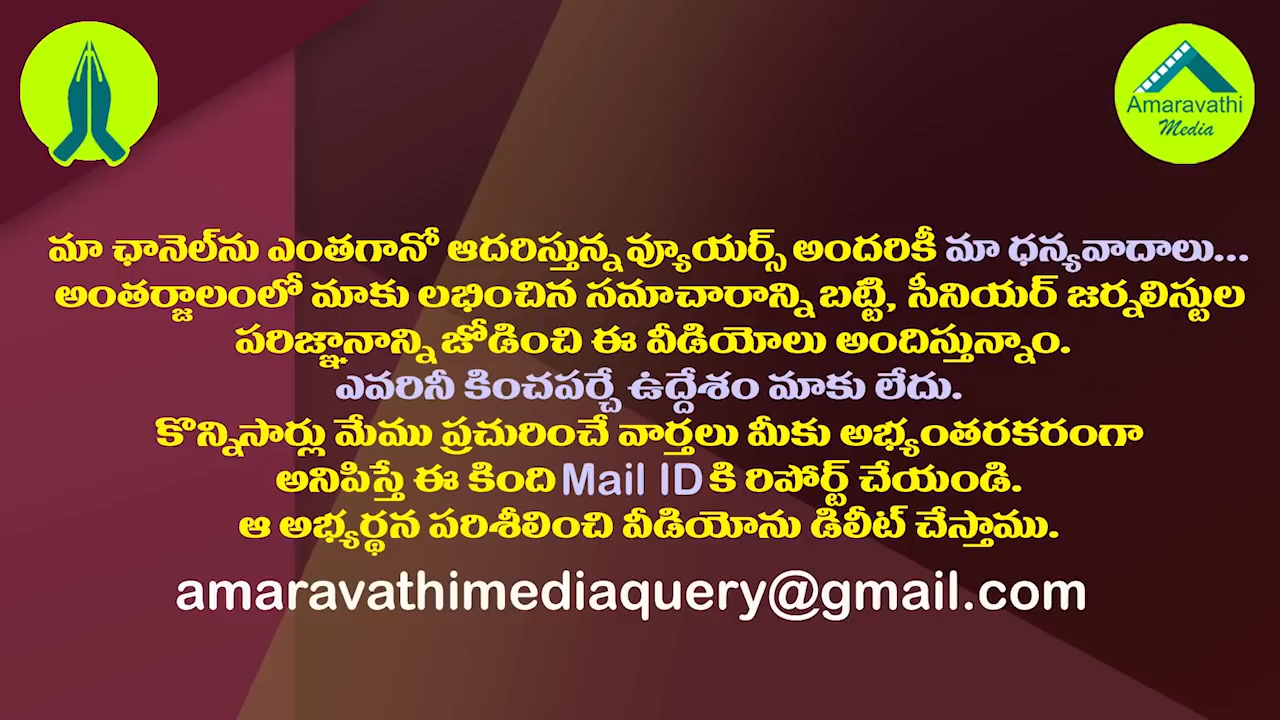 Amaravathi
Media
మా ఛానెల్‌ను ఎంతగానో ఆదరిస్తున్న వ్యూయర్స్ అందరికీ మా ధన్యవాదాలు...
అంతర్జాలంలో మాకు లభించిన సమాచారాన్ని బట్టి, సీనియర్ జర్నలిస్టుల
పరిజ్ఞానాన్ని జోడించి ఈ వీడియోలు అందిస్తున్నాం.
ఎవరినీ కించపర్చే ఉద్దేశం మాకు లేదు.
కొన్నిసార్లు మేము ప్రచురించే వార్తలు మీకు అభ్యంతరకరంగా
అనిపిస్తే ఈ కింది Mail ID కి రిపోర్ట్ చేయండి.
ఆ అభ్యర్థన పరిశీలించి వీడియోను డిలీట్ చేస్తాము.
amaravathimediaquery@gmail.com